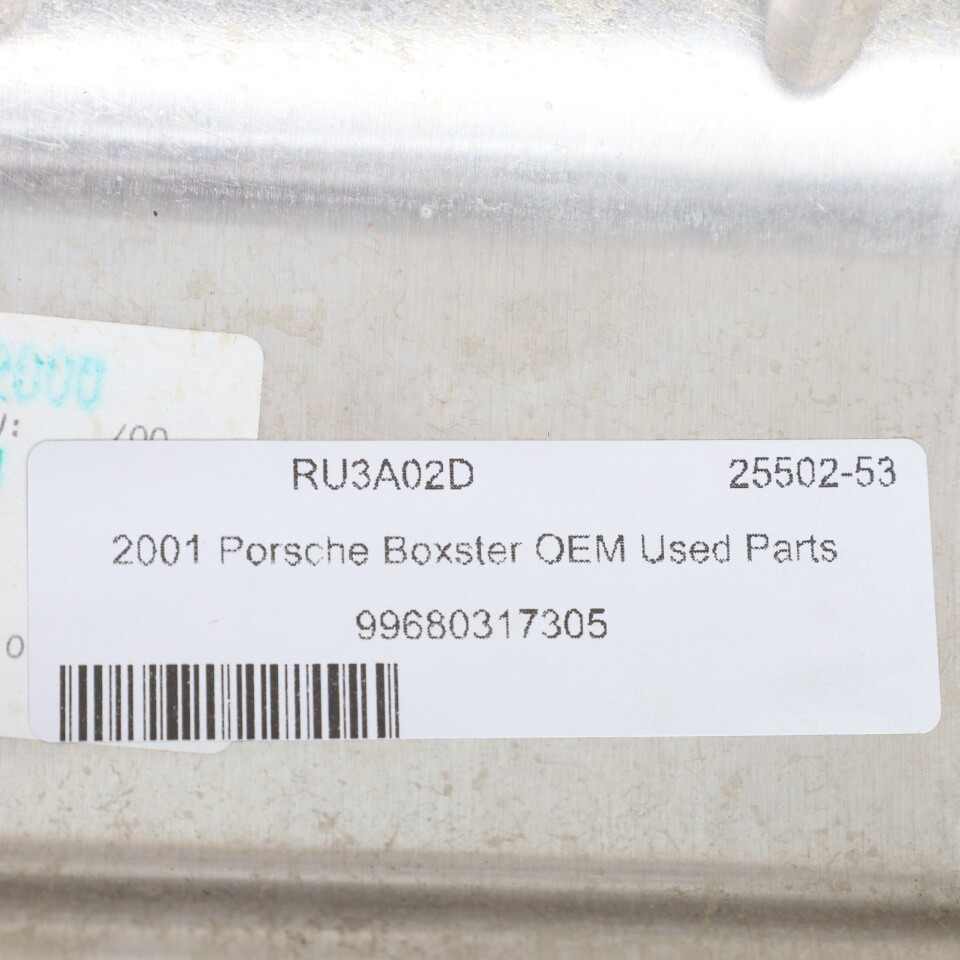 RU3A02D 25502-53
2001 Porsche Boxster OEM Used Parts
99680317305